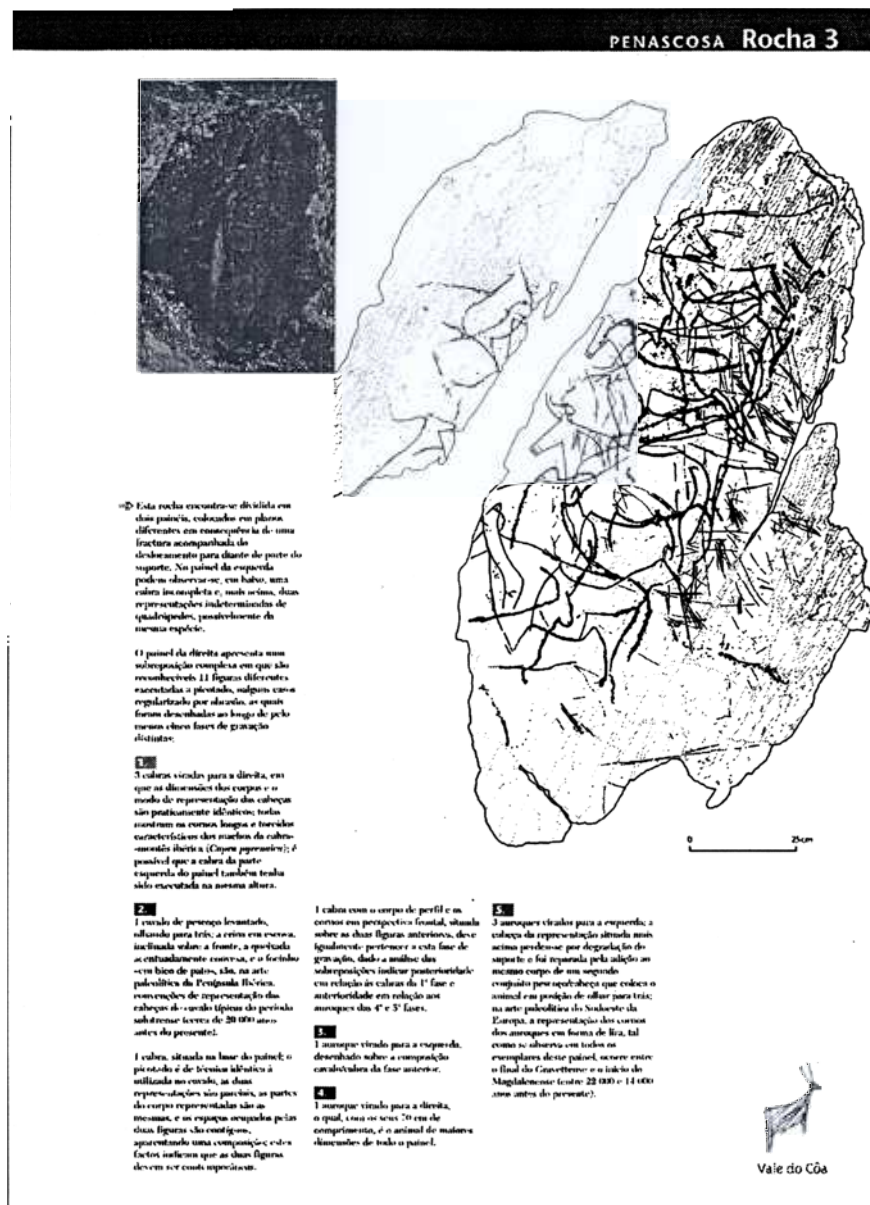 PENASCOSA Rocha 3
Esta rocha encontra-se dividida em
dois painéis, colocados em planos
diferentes em consequência de uma
fractura acompanhada do
deslocamento para diante de parte do
suporte. No painel da esquerda
podem observar-se, em baixo, uma
cabra incompleta e, mais acima, duas
representações indeterminadas de
quadrúpedes, possivelmente da
mesma espécie.
O painel da direita apresenta uma
sobreposição complexa em que são
reconhecíveis 11 figuras diferentes
executadas a picotado, nalguns casos
regularizado por abrasão, as quais
foram desenhadas ao longo de pelo
menos cinco fases de gravação
distintas:
1.
3 cabras viradas para a direita, em
que as dimensões dos corpos e o
modo de representação das cabeças
são praticamente idênticos; todas
mostram os cornos longos e torcidos
característicos dos machos da cabra-
-montês ibérica (Capra pyrenaica); é
possível que a cabra da parte
esquerda do painel também tenha
sido executada na mesma altura.
2.
1 cavalo de pescoço levantado,
olhando para trás; a crina em escova,
inclinada sobre a fronte, a queixada
acentuadamente convexa, e o focinho
«em bico de pato», são, na arte
paleolítica da Península Ibérica,
convenções de representação das
cabeças de cavalo típicas do período
solutrense (cerca de 20 000 anos
antes do presente).
1 cabra, situada na base do painel; o
picotado é de técnica idêntica à
utilizada no cavalo, as duas
representações são parciais, as partes
do corpo representadas são as
mesmas, e os espaços ocupados pelas
duas figuras são contíguos,
aparentando uma composição; estes
factos indicam que as duas figuras
devem ser contemporâneas.
1 cabra com o corpo de perfil e os
cornos em perspectiva frontal, situada
sobre as duas figuras anteriores, deve
igualmente pertencer a esta fase de
gravação, dado a análise das
sobreposições indicar posterioridade
em relação às cabras da 1ª fase e
anterioridade em relação aos
auroques das 4ª e 5ª fases.
3.
1 auroque virado para a esquerda,
desenhado sobre a composição
cavalo/cabra da fase anterior.
4.
1 auroque virado para a direita,
o qual, com os seus 70 cm de
comprimento, é o animal de maiores
dimensões de todo o painel.
5.
3 auroques virados para a esquerda; a
cabeça da representação situada mais
acima perdeu-se por degradação do
suporte e foi reparada pela adição ao
mesmo corpo de um segundo
conjunto pescoço/cabeça que coloca o
animal em posição de olhar para trás;
na arte paleolítica do Sudoeste da
Europa, a representação dos cornos
dos auroques em forma de lira, tal
como se observa em todos os
exemplares deste painel, ocorre entre
o final do Gravettense e o início do
Magdalenense (entre 22 000 e 14 000
anos antes do presente).
0 25cm
Vale do Côa